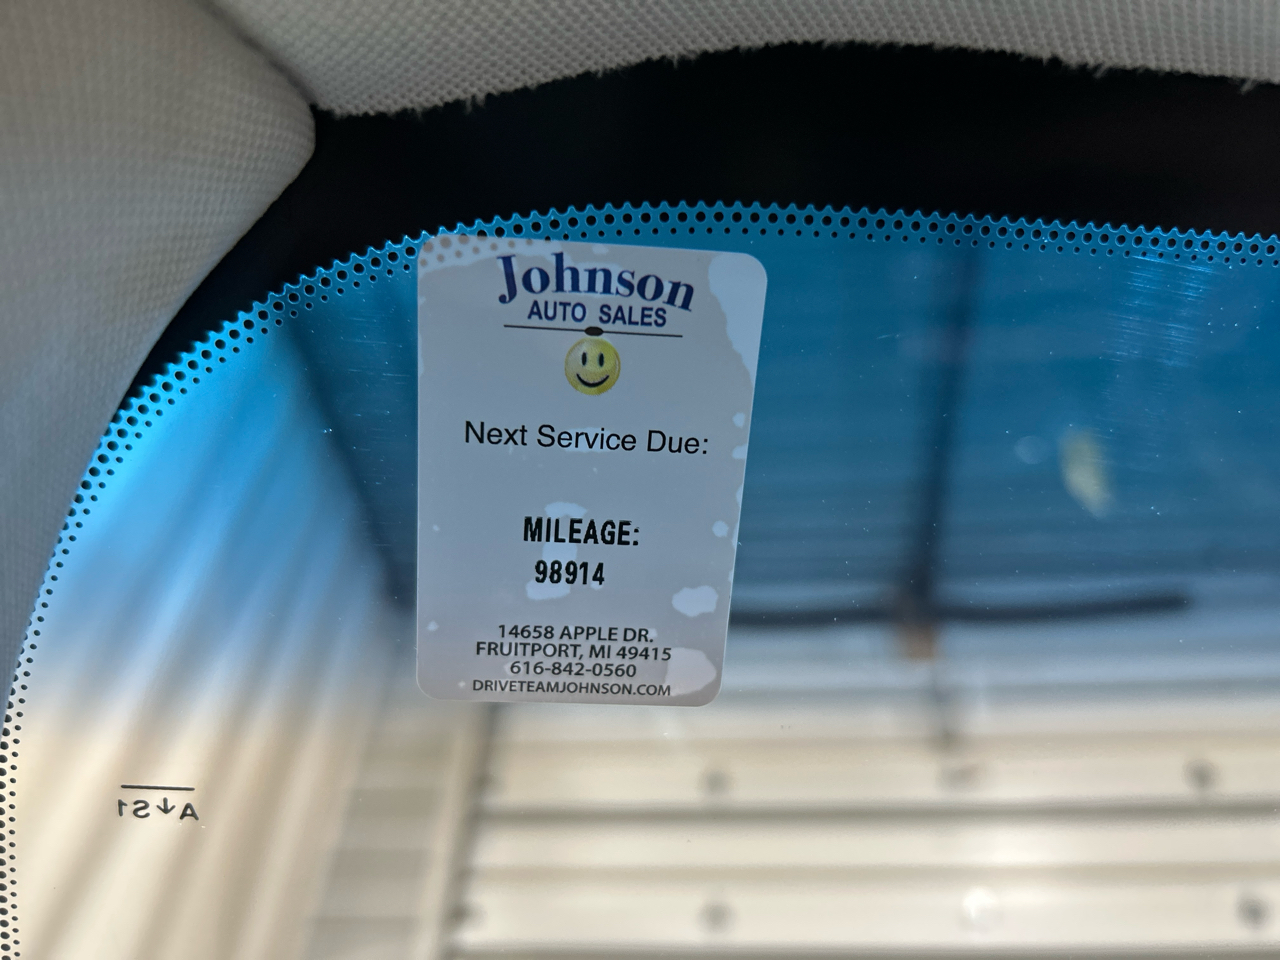 Johnson
AUTO SALES
Next Service Due:
MILEAGE:
98914
14658 APPLE DR.
FRUITPORT, MI 49415
616-842-0560
DRIVETEAMJOHNSON.COM
AS1